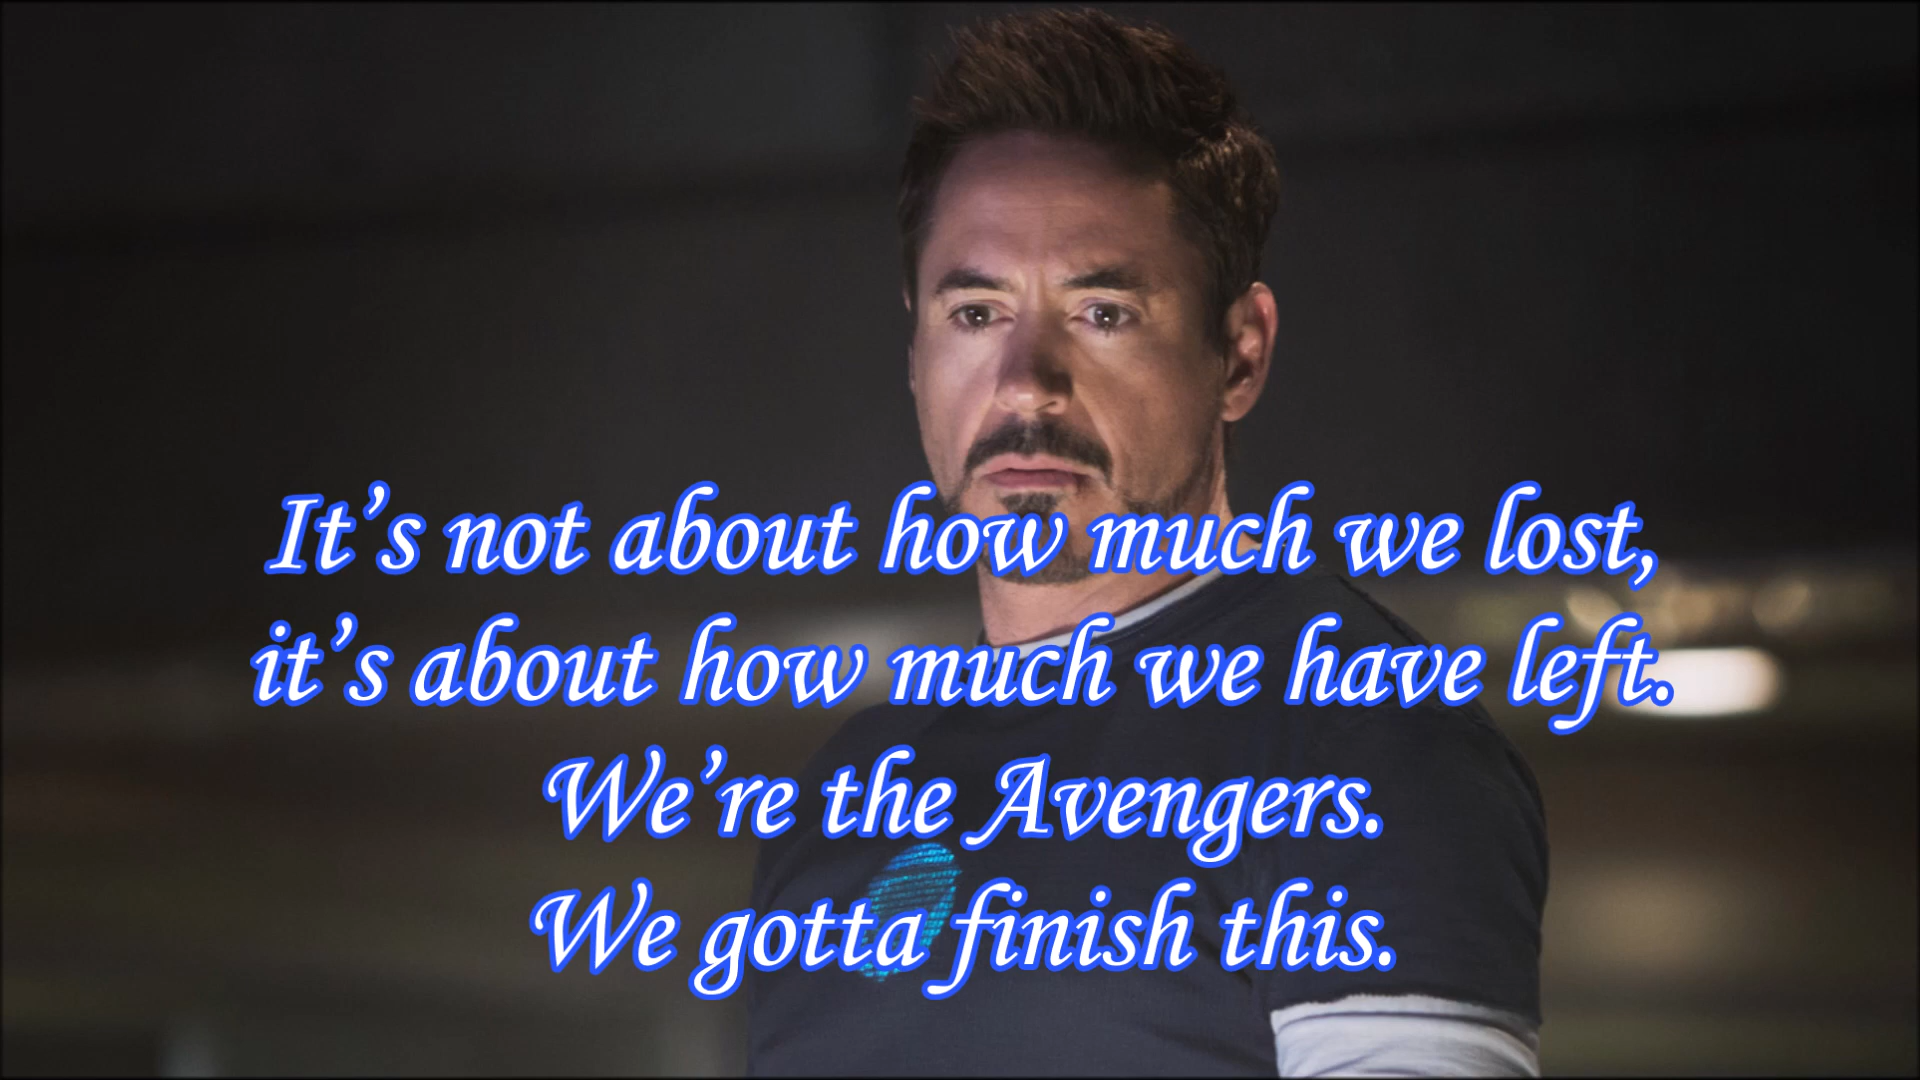 It’s not about how much we lost,
it’s about how much we have left.
We’re the Avengers.
We gotta finish this.